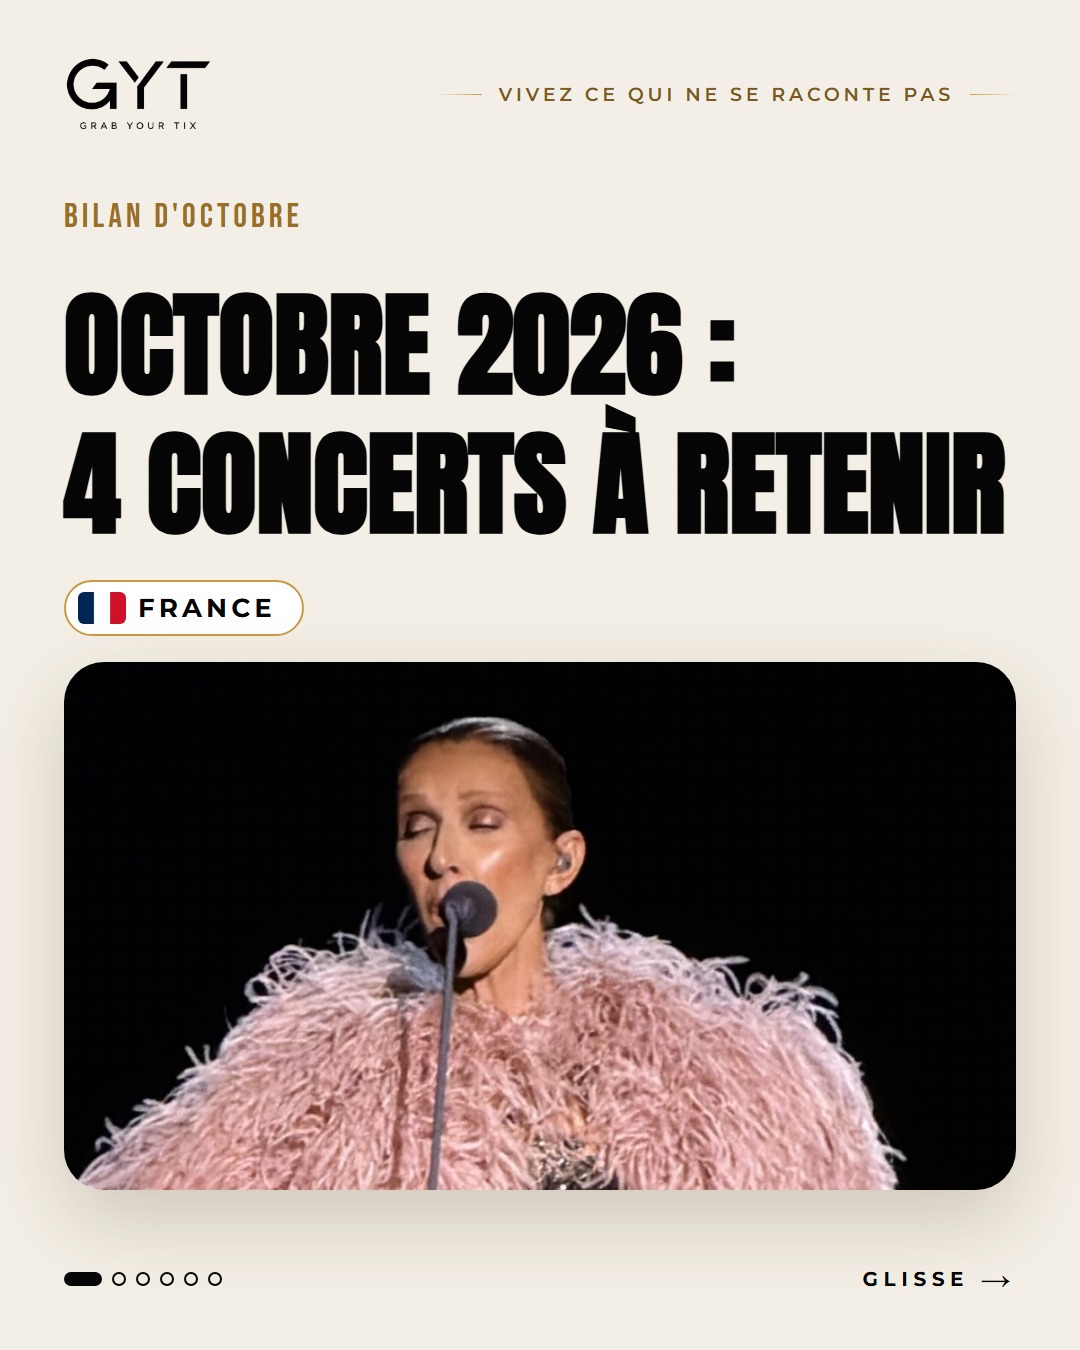 GYT
GRAB YOUR TIX
VIVEZ CE QUI NE SE RACONTE PAS
BILAN D'OCTOBRE
OCTOBRE 2026 :
4 CONCERTS À RETENIR
FRANCE
GLISSE →